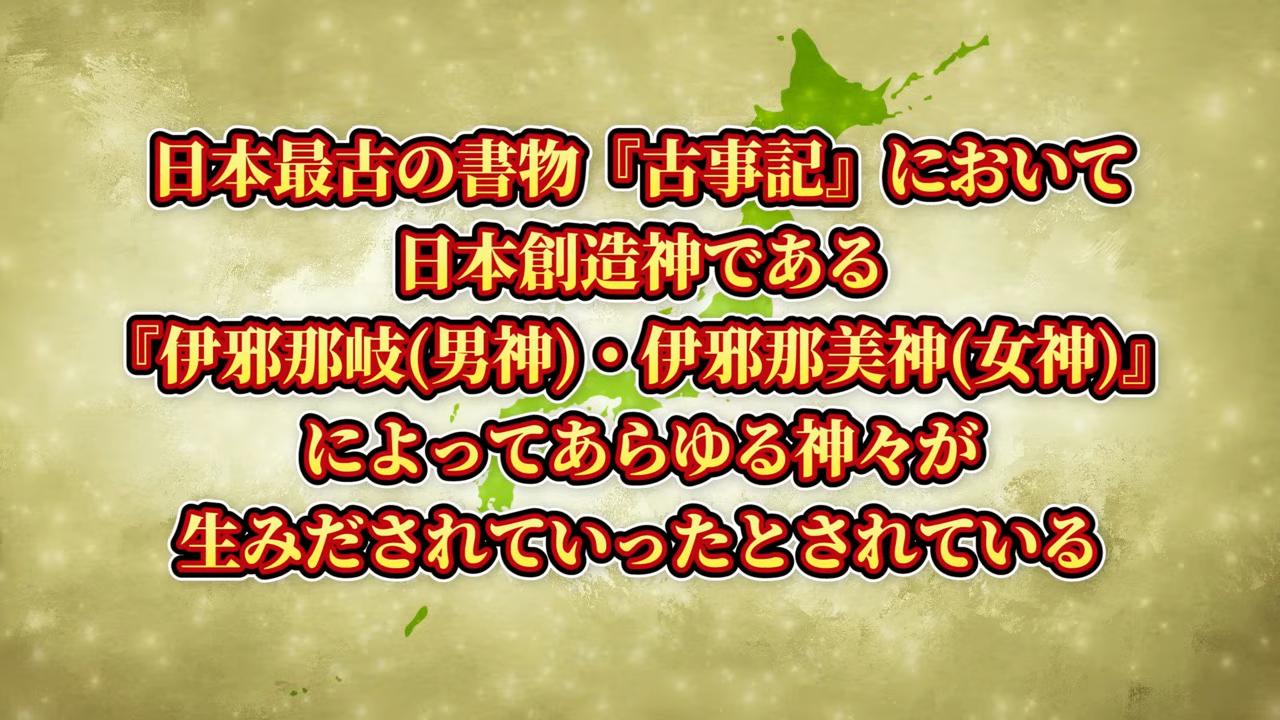 日本最古の書物『古事記』において
日本創造神である
『伊邪那岐(男神)・伊邪那美神(女神)』
によってあらゆる神々が
生みだされていったとされている